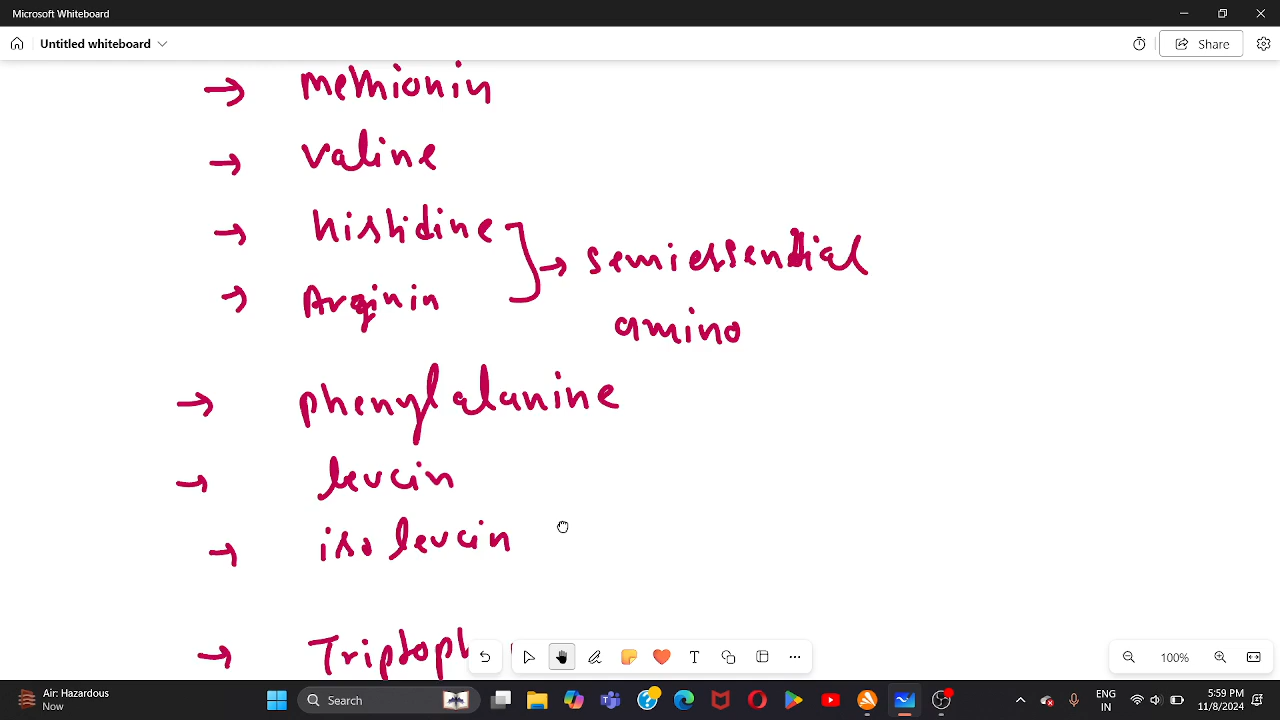 Microsoft Whiteboard
Untitled whiteboard
Share
→ Methionin
→ valine
→ histidine
→ semiessential
→ Arginin
amino
→ phenylalanine
→ leucin
→ iso leucin
→ Triptoph
100%
Air: Hazardous
Now
Search
ENG
IN
5:59 PM
11/8/2024